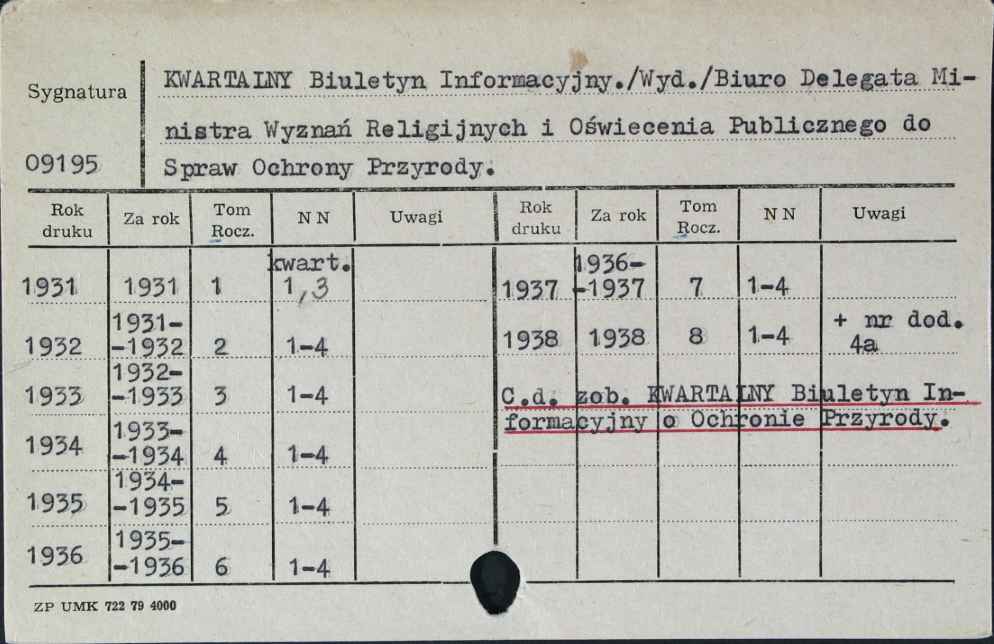 KWARTALNY Biuletyn Informacyjny./Wyd./Biuro Delegata Mi-
Sygnatura
nistra Wyznań Religijnych i Oświecenia Publicznego do
09195 Spraw Ochrony Przyrody.
Rok druku Za rok Tom Rocz. N N Uwagi Rok druku Za rok Tom Rocz. N N Uwagi
kwart.
1931 1931 1 1,3
1931-
1932 -1932 2 1-4
1932-
1933 -1933 3 1-4
1933-
1934 -1934 4 1-4
1934-
1935 -1935 5 1-4
1935-
1936 -1936 6 1-4
1936-
1937 -1937 7 1-4
+ nr dod.
1938 1938 8 1-4 4a
C.d. zob. KWARTALNY Biuletyn In-
formacyjny o Ochronie Przyrody.
ZP UMK 722 79 4000